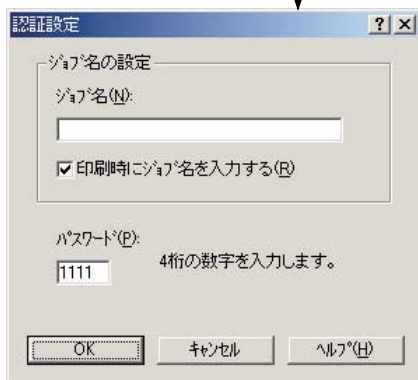 認証設定
ｼﾞｮﾌﾞ名の設定
ｼﾞｮﾌﾞ名(N):
印刷時にｼﾞｮﾌﾞ名を入力する(R)
ﾊﾟｽﾜｰﾄﾞ(P):
1111 4桁の数字を入力します。
OK ｷｬﾝｾﾙ ﾍﾙﾌﾟ(H)